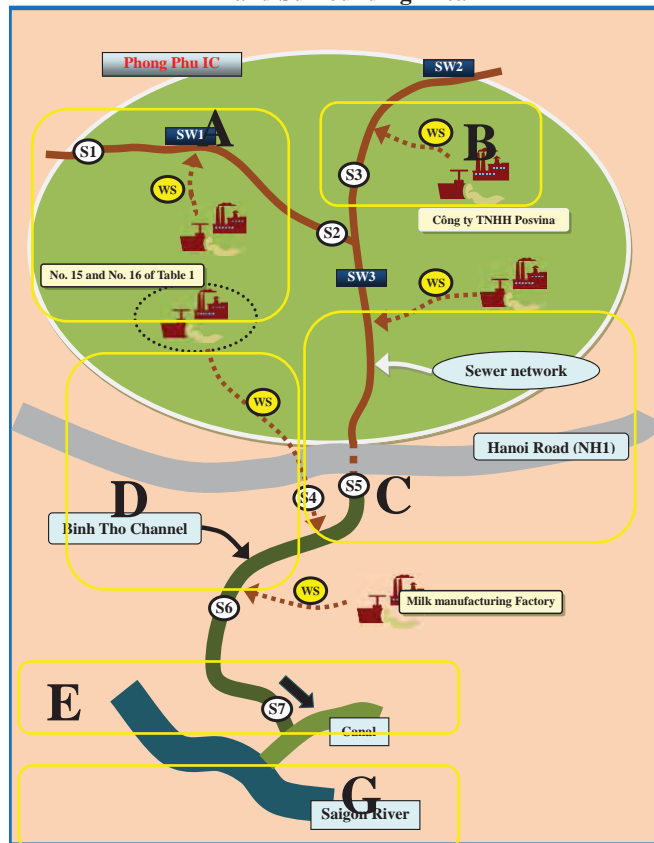 Phong Phu IC
SW2
SW1
A
WS
B
S1
S3
WS
Công ty TNHH Posvina
S2
No. 15 and No. 16 of Table 1
SW3
WS
Sewer network
WS
Hanoi Road (NH1)
S5
C
S4
D
Binh Tho Channel
WS
Milk manufacturing Factory
S6
E
S7
Canal
G
Saigon River